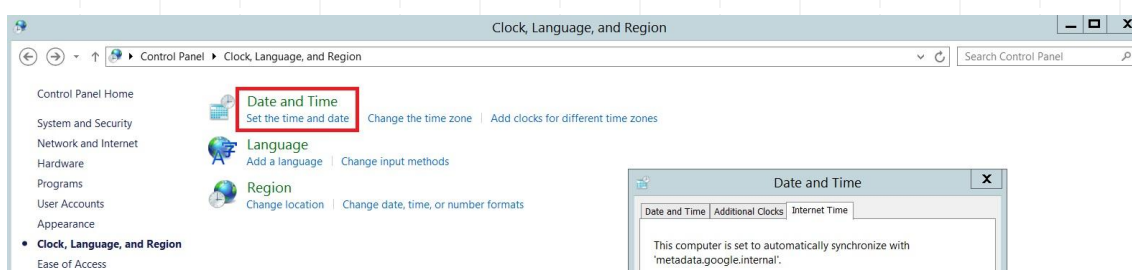 Clock, Language, and Region
Control Panel Clock, Language, and Region
Search Control Panel
Control Panel Home
System and Security
Network and Internet
Hardware
Programs
User Accounts
Appearance
Clock, Language, and Region
Ease of Access
Date and Time
Set the time and date Change the time zone Add clocks for different time zones
Language
Add a language Change input methods
Region
Change location Change date, time, or number formats
Date and Time
Date and Time Additional Clocks Internet Time
This computer is set to automatically synchronize with
'metadata.google.internal'.